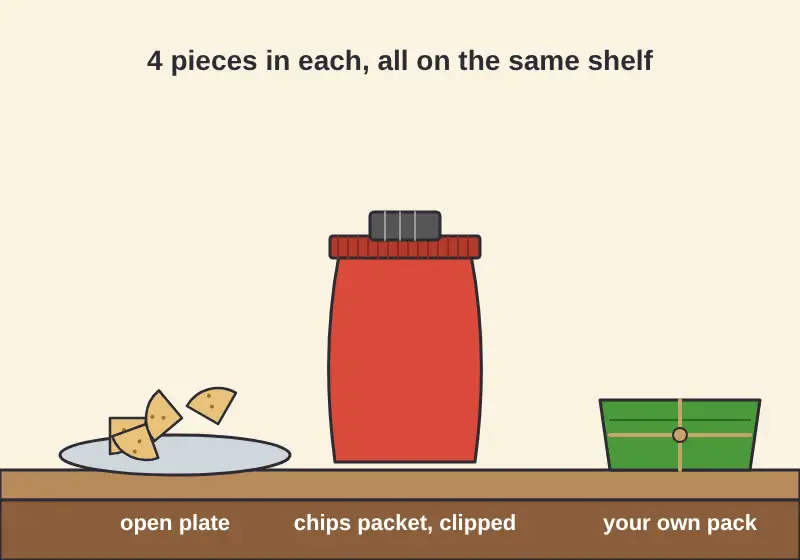 4 pieces in each, all on the same shelf
open plate
chips packet, clipped
your own pack